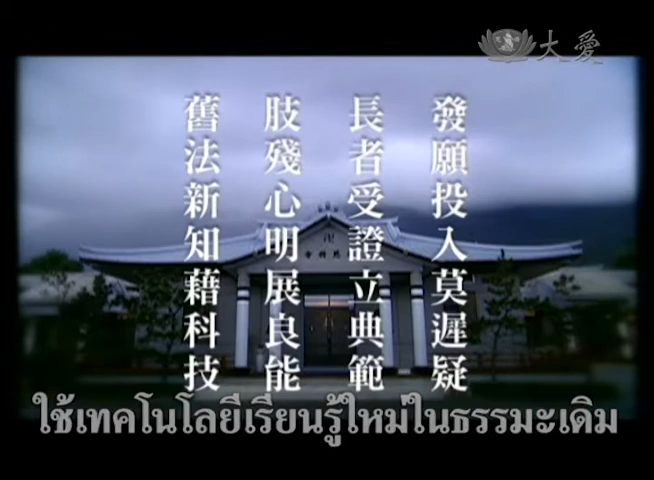 大愛
發願投入莫遲疑
長者受證立典範
肢殘心明展良能
舊法新知藉科技
ใช้เทคโนโลยีเรียนรู้ใหม่ในธรรมะเดิม